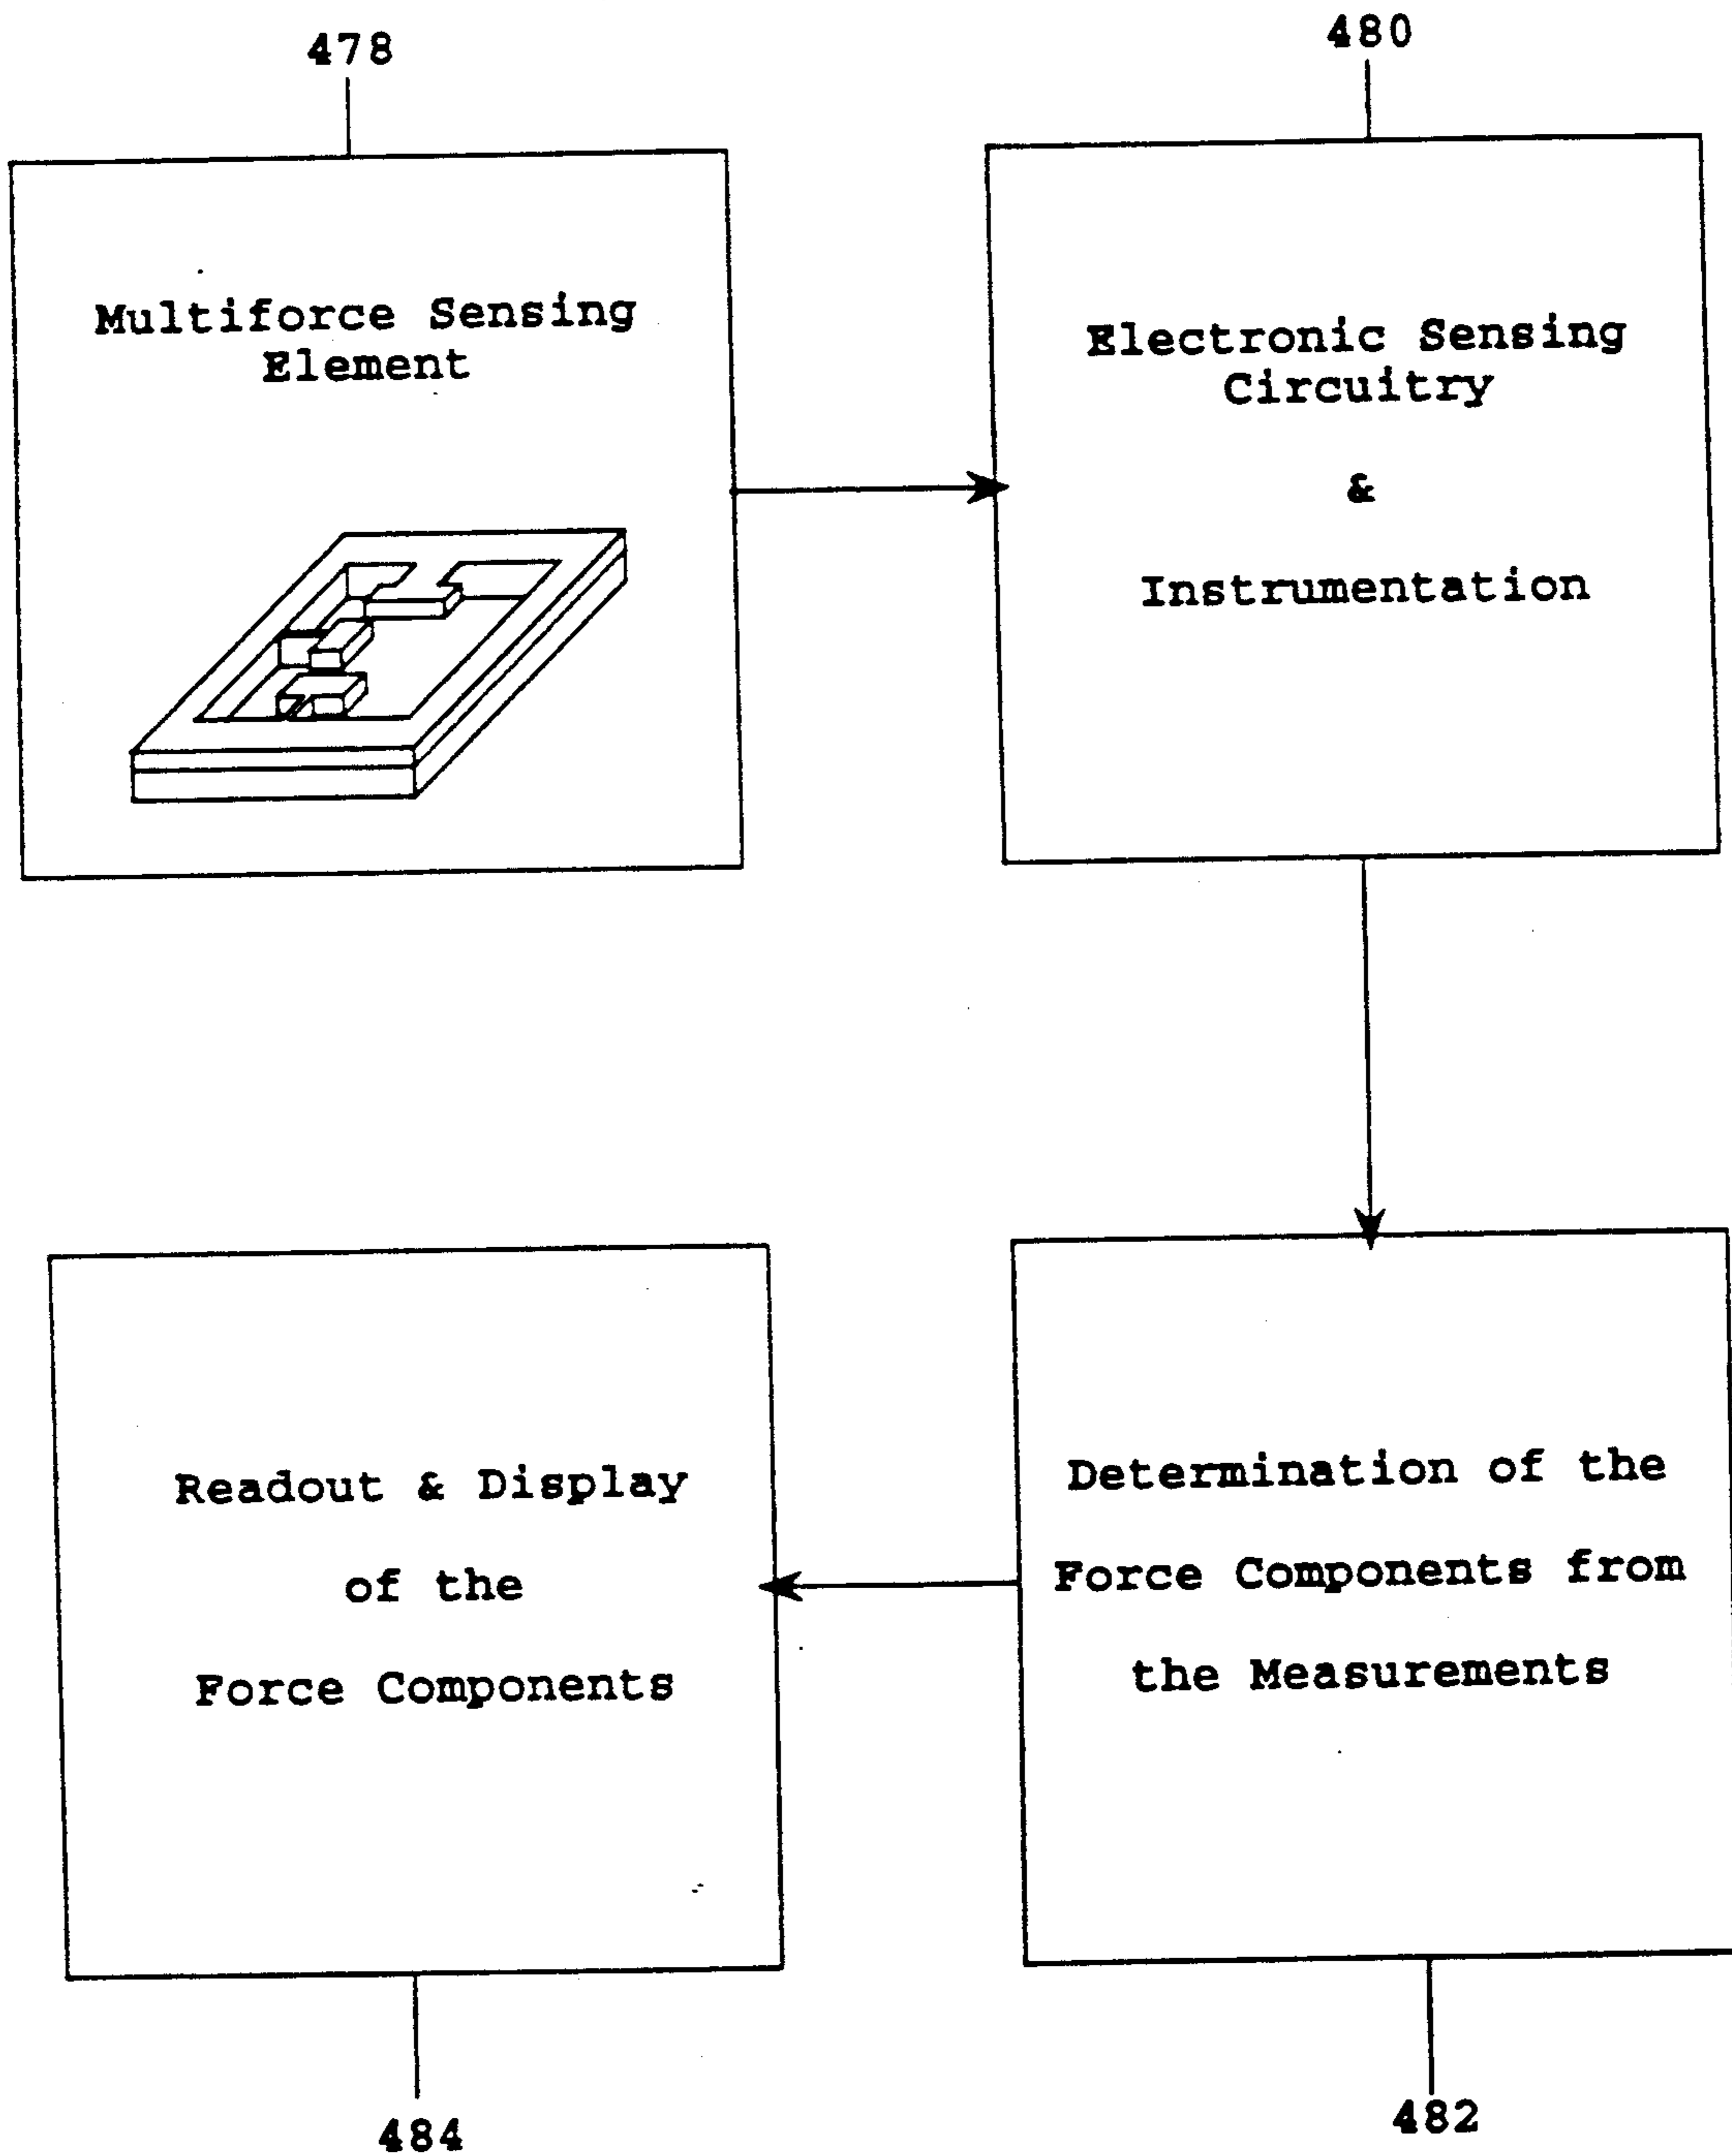 478
480
Multiforce Sensing
Element
Electronic Sensing
Circuitry
&
Instrumentation
Determination of the
Force Components from
the Measurements
Readout & Display
of the
Force Components
484
482